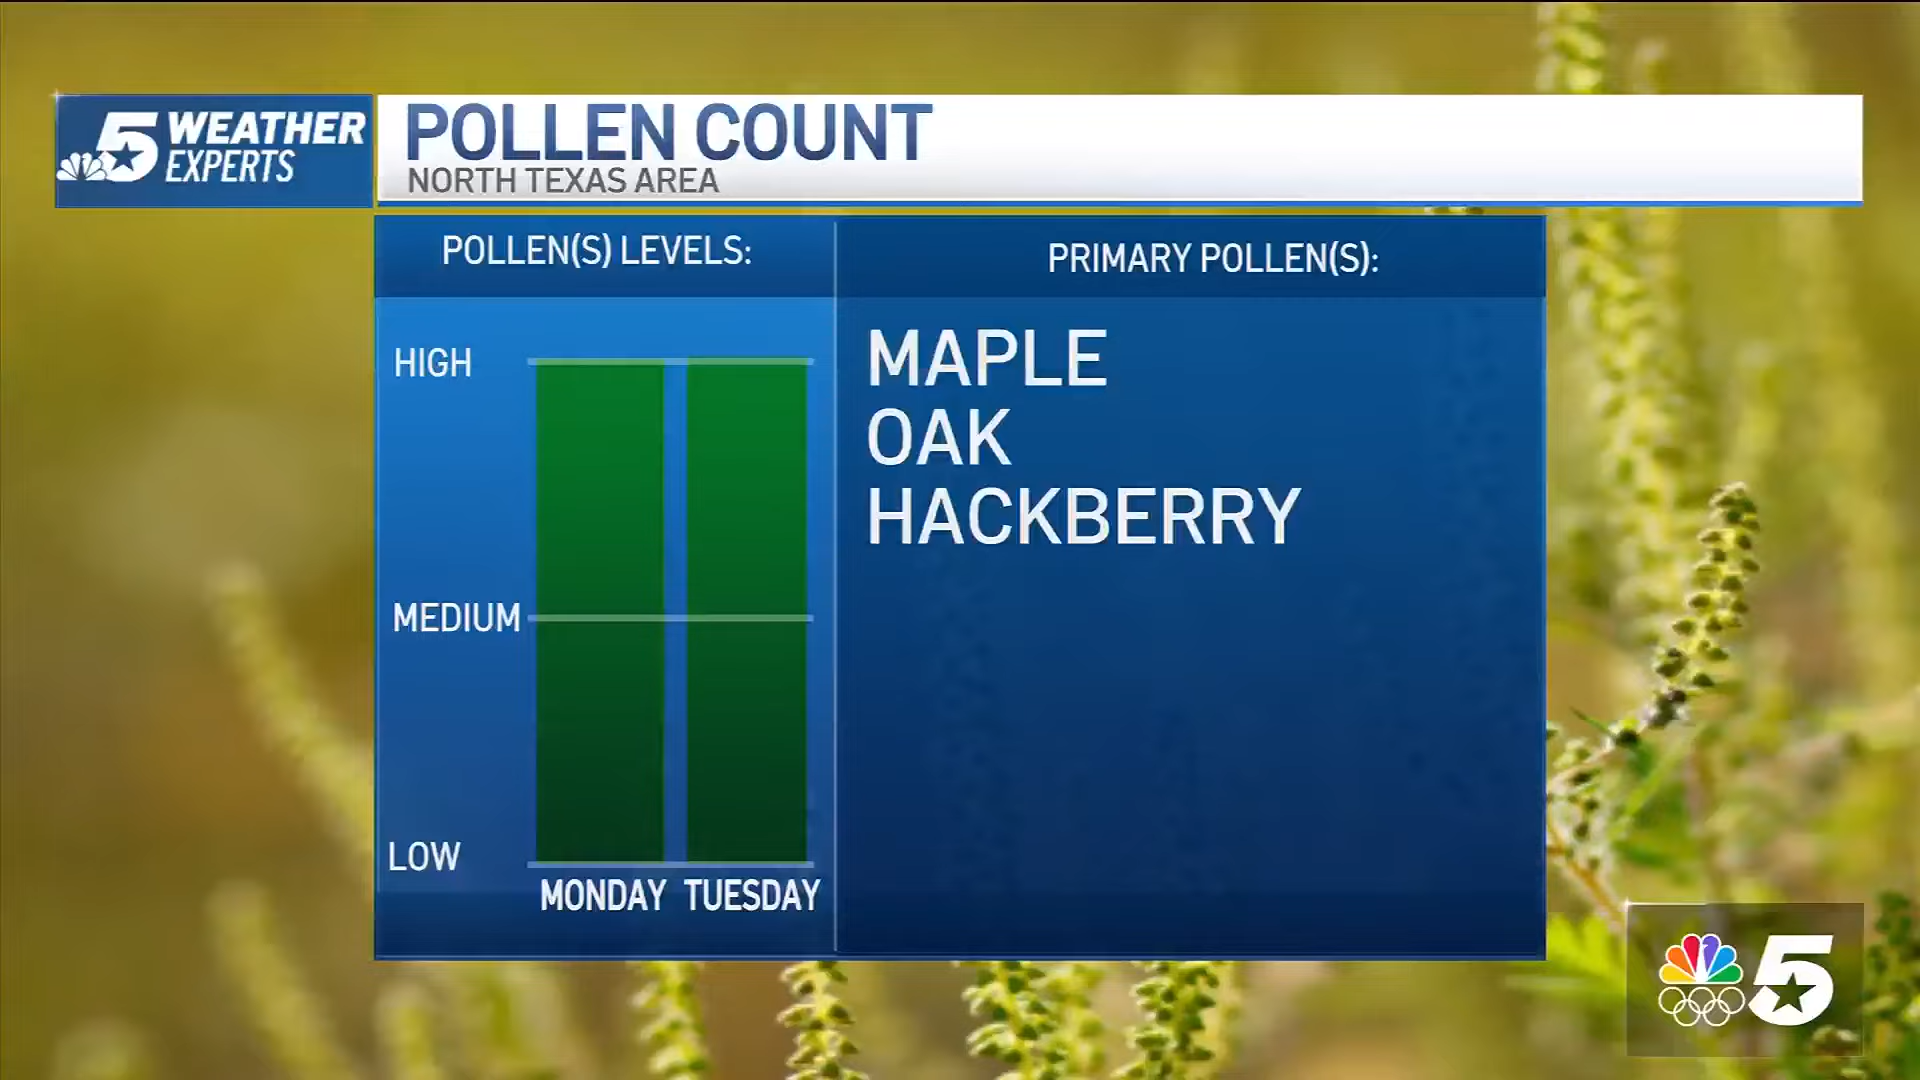 5 WEATHER
EXPERTS
POLLEN COUNT
NORTH TEXAS AREA
POLLEN(S) LEVELS:
PRIMARY POLLEN(S):
HIGH
MEDIUM
LOW
MONDAY TUESDAY
MAPLE
OAK
HACKBERRY
5